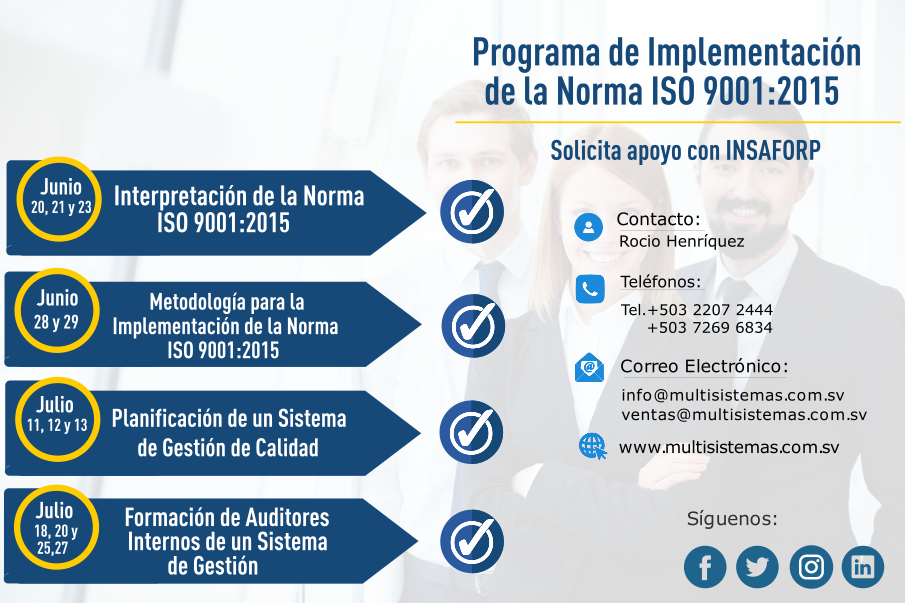 Programa de Implementación
de la Norma ISO 9001:2015
Solicita apoyo con INSAFORP
Junio
20, 21 y 23
Interpretación de la Norma
ISO 9001:2015
Junio
28 y 29
Metodología para la
Implementación de la Norma
ISO 9001:2015
Julio
11, 12 y 13
Planificación de un Sistema
de Gestión de Calidad
Julio
18, 20 y
25,27
Formación de Auditores
Internos de un Sistema
de Gestión
Contacto:
Rocio Henríquez
Teléfonos:
Tel.+503 2207 2444
+503 7269 6834
Correo Electrónico:
info@multisistemas.com.sv
ventas@multisistemas.com.sv
www.multisistemas.com.sv
Síguenos: